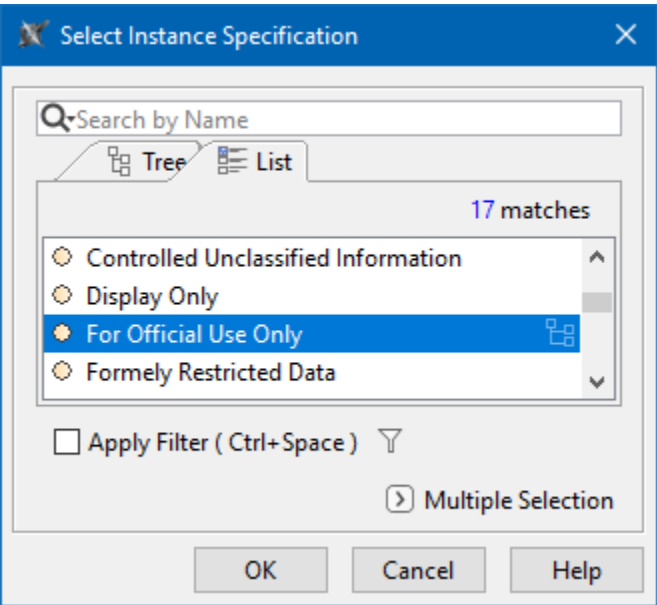 Select Instance Specification
Search by Name
Tree List
17 matches
Controlled Unclassified Information
Display Only
For Official Use Only
Formely Restricted Data
Apply Filter ( Ctrl+Space )
Multiple Selection
OK Cancel Help